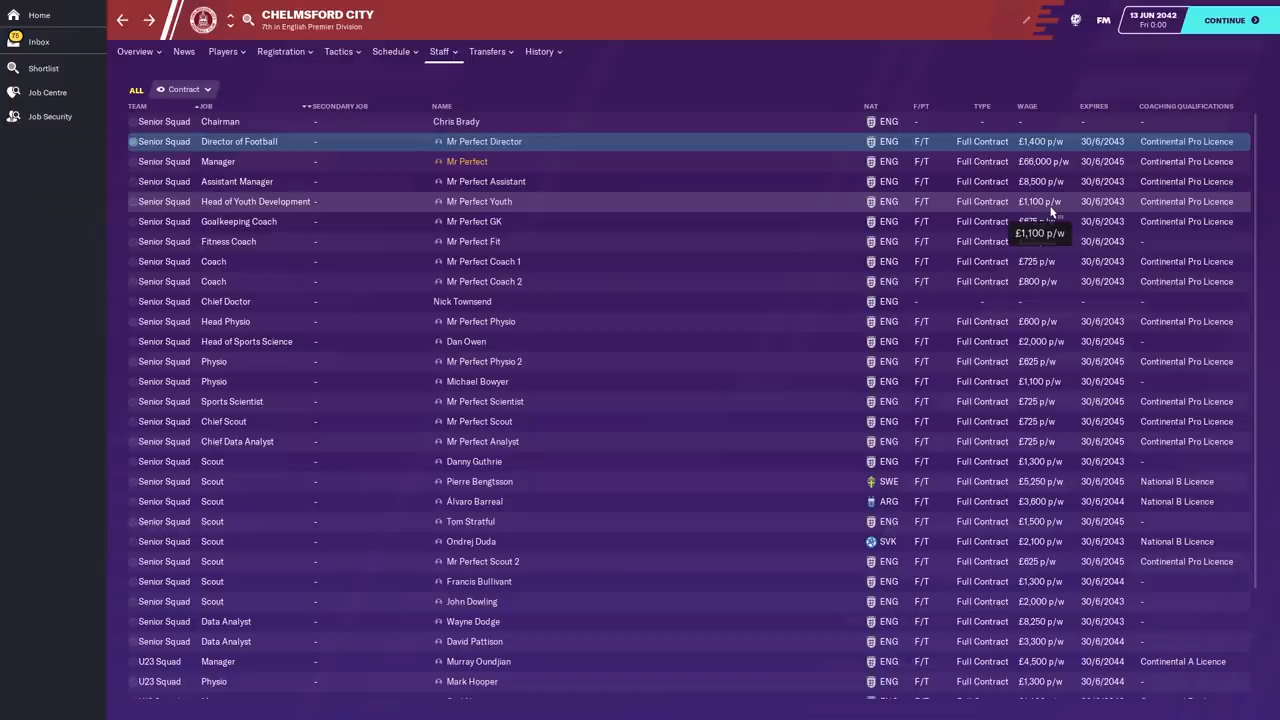 Home
75
Inbox
Shortlist
Job Centre
Job Security
CHELMSFORD CITY
7th in English Premier Division
FM
13 JUN 2042
Fri 0:00
CONTINUE
Overview News Players Registration Tactics Schedule Staff Transfers History
ALL Contract
TEAM JOB SECONDARY JOB NAME NAT F/PT TYPE WAGE EXPIRES COACHING QUALIFICATIONS
Senior Squad Chairman - Chris Brady ENG - - - - -
Senior Squad Director of Football - Mr Perfect Director ENG F/T Full Contract £1,400 p/w 30/6/2043 Continental Pro Licence
Senior Squad Manager - Mr Perfect ENG F/T Full Contract £66,000 p/w 30/6/2045 Continental Pro Licence
Senior Squad Assistant Manager - Mr Perfect Assistant ENG F/T Full Contract £8,500 p/w 30/6/2043 Continental Pro Licence
Senior Squad Head of Youth Development - Mr Perfect Youth ENG F/T Full Contract £1,100 p/w 30/6/2043 Continental Pro Licence
Senior Squad Goalkeeping Coach - Mr Perfect GK ENG F/T Full Contract 30/6/2043 Continental Pro Licence
£1,100 p/w
Senior Squad Fitness Coach - Mr Perfect Fit ENG F/T Full Contract 30/6/2043 -
Senior Squad Coach - Mr Perfect Coach 1 ENG F/T Full Contract £725 p/w 30/6/2043 Continental Pro Licence
Senior Squad Coach - Mr Perfect Coach 2 ENG F/T Full Contract £800 p/w 30/6/2043 Continental Pro Licence
Senior Squad Chief Doctor - Nick Townsend ENG - - - - -
Senior Squad Head Physio - Mr Perfect Physio ENG F/T Full Contract £600 p/w 30/6/2043 Continental Pro Licence
Senior Squad Head of Sports Science - Dan Owen ENG F/T Full Contract £2,000 p/w 30/6/2045 -
Senior Squad Physio - Mr Perfect Physio 2 ENG F/T Full Contract £625 p/w 30/6/2045 Continental Pro Licence
Senior Squad Physio - Michael Bowyer ENG F/T Full Contract £1,100 p/w 30/6/2045 -
Senior Squad Sports Scientist - Mr Perfect Scientist ENG F/T Full Contract £725 p/w 30/6/2045 Continental Pro Licence
Senior Squad Chief Scout - Mr Perfect Scout ENG F/T Full Contract £725 p/w 30/6/2045 Continental Pro Licence
Senior Squad Chief Data Analyst - Mr Perfect Analyst ENG F/T Full Contract £725 p/w 30/6/2045 Continental Pro Licence
Senior Squad Scout - Danny Guthrie ENG F/T Full Contract £1,300 p/w 30/6/2043 -
Senior Squad Scout - Pierre Bengtsson SWE F/T Full Contract £5,250 p/w 30/6/2045 National B Licence
Senior Squad Scout - Álvaro Barreal ARG F/T Full Contract £3,600 p/w 30/6/2044 National B Licence
Senior Squad Scout - Tom Stratful ENG F/T Full Contract £1,500 p/w 30/6/2045 -
Senior Squad Scout - Ondrej Duda SVK F/T Full Contract £2,100 p/w 30/6/2043 National B Licence
Senior Squad Scout - Mr Perfect Scout 2 ENG F/T Full Contract £625 p/w 30/6/2045 Continental Pro Licence
Senior Squad Scout - Francis Bullivant ENG F/T Full Contract £1,300 p/w 30/6/2044 -
Senior Squad Scout - John Dowling ENG F/T Full Contract £2,000 p/w 30/6/2043 -
Senior Squad Data Analyst - Wayne Dodge ENG F/T Full Contract £8,250 p/w 30/6/2043 -
Senior Squad Data Analyst - David Pattison ENG F/T Full Contract £3,300 p/w 30/6/2044 -
U23 Squad Manager - Murray Oundjian ENG F/T Full Contract £4,500 p/w 30/6/2044 Continental A Licence
U23 Squad Physio - Mark Hooper ENG F/T Full Contract £1,300 p/w 30/6/2044 -